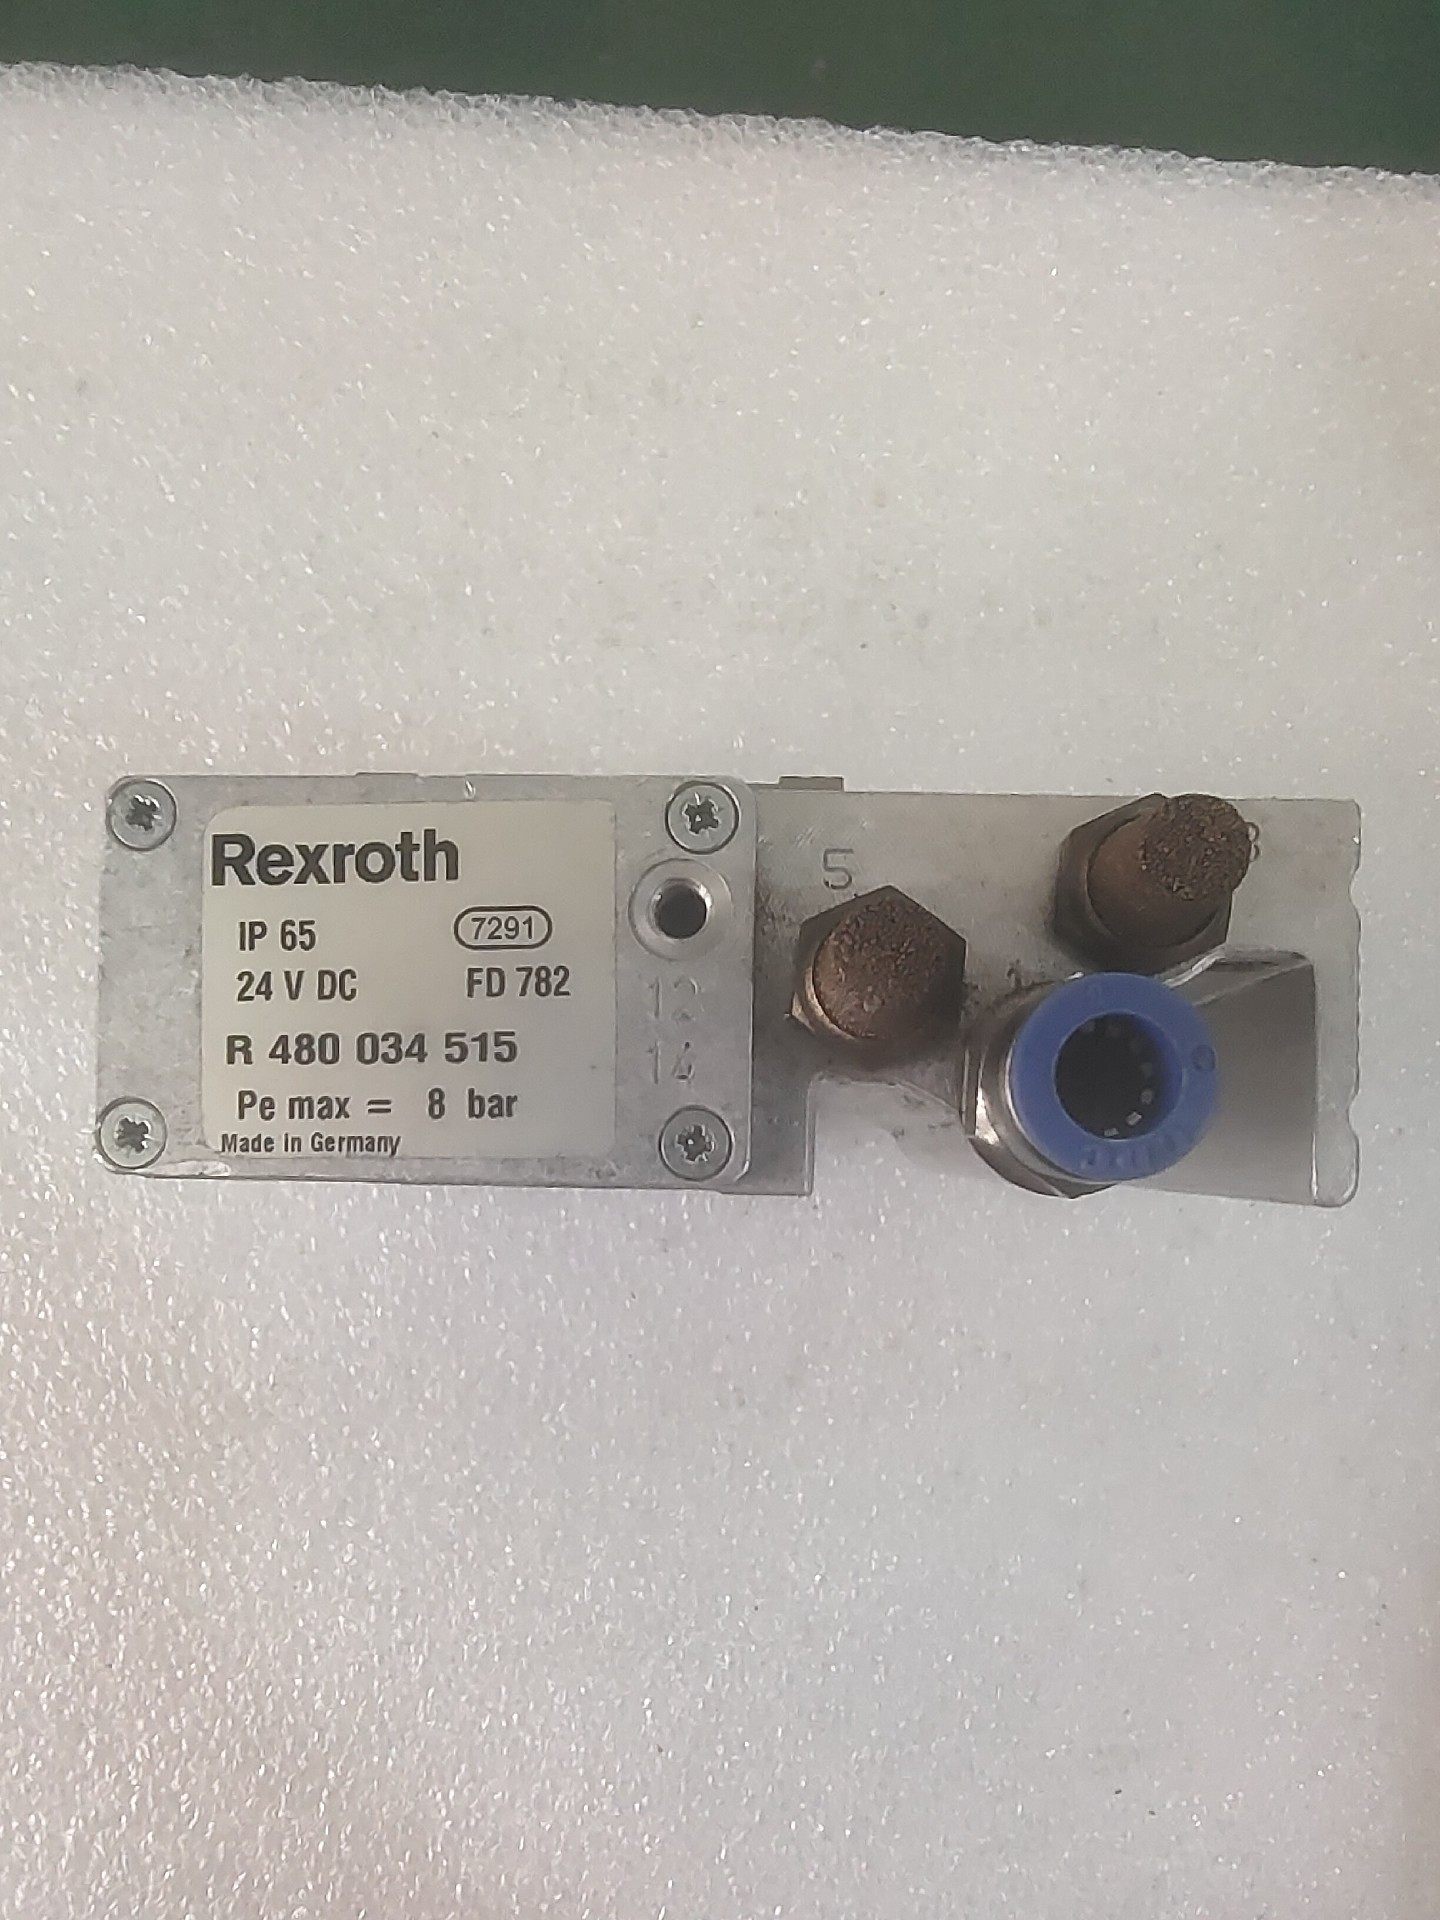 Rexroth
IP 65 7291
24 V DC FD 782
R 480 034 515
Pe max = 8 bar
Made in Germany
12
14
5